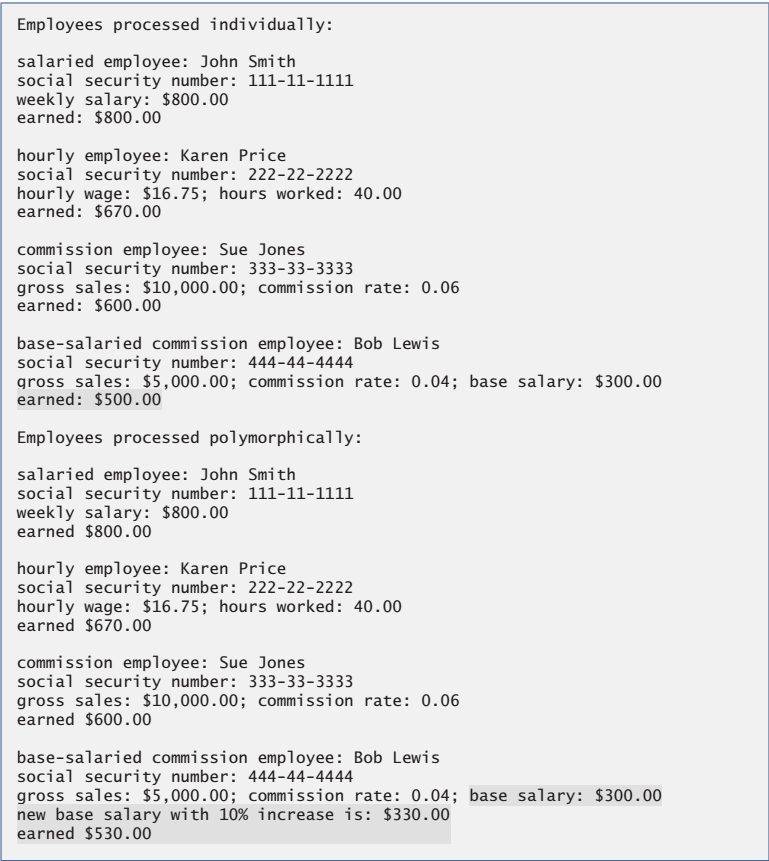 Employees processed individually:
salaried employee: John Smith
social security number: 111-11-1111
weekly salary: $800.00
earned: $800.00
hourly employee: Karen Price
social security number: 222-22-2222
hourly wage: $16.75; hours worked: 40.00
earned: $670.00
commission employee: Sue Jones
social security number: 333-33-3333
gross sales: $10,000.00; commission rate: 0.06
earned: $600.00
base-salaried commission employee: Bob Lewis
social security number: 444-44-4444
gross sales: $5,000.00; commission rate: 0.04; base salary: $300.00
earned: $500.00
Employees processed polymorphically:
salaried employee: John Smith
social security number: 111-11-1111
weekly salary: $800.00
earned $800.00
hourly employee: Karen Price
social security number: 222-22-2222
hourly wage: $16.75; hours worked: 40.00
earned $670.00
commission employee: Sue Jones
social security number: 333-33-3333
gross sales: $10,000.00; commission rate: 0.06
earned $600.00
base-salaried commission employee: Bob Lewis
social security number: 444-44-4444
gross sales: $5,000.00; commission rate: 0.04; base salary: $300.00
new base salary with 10% increase is: $330.00
earned $530.00